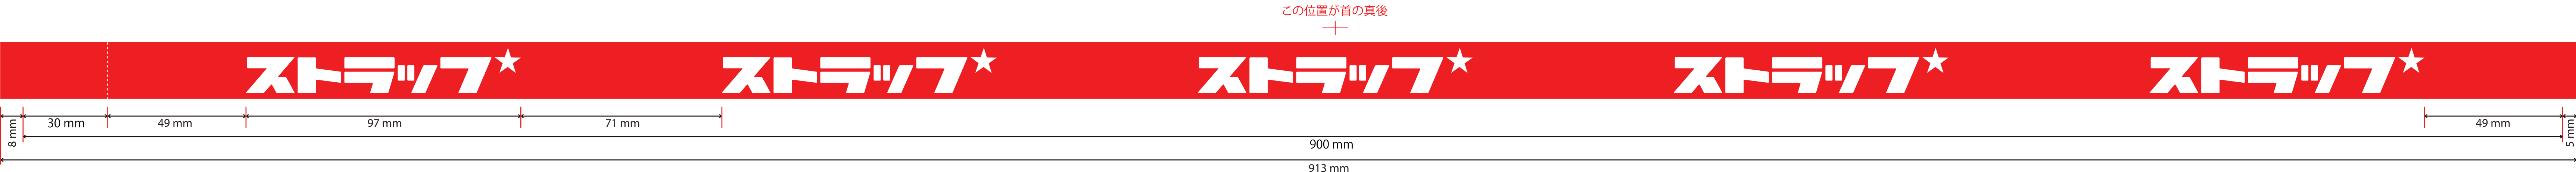 この位置が首の真後
ストラップ★ ストラップ★ ストラップ★ ストラップ★ ストラップ★
8 mm 30 mm 49 mm 97 mm 71 mm 49 mm 5 mm
900 mm
913 mm